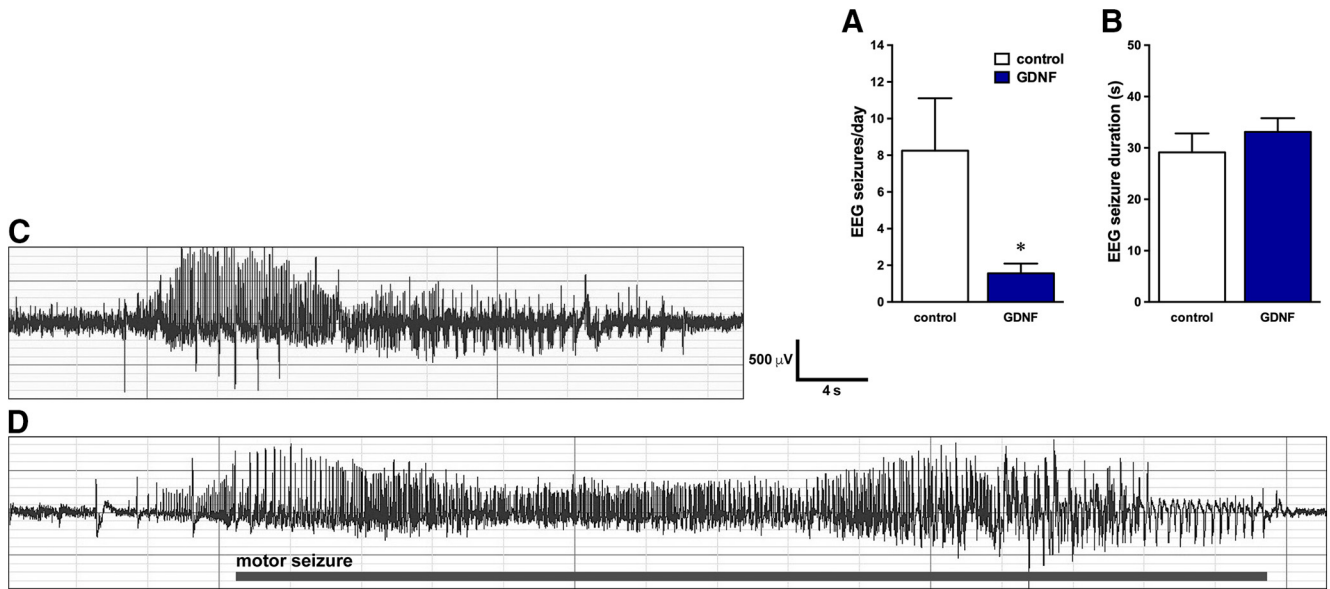 A
EEG seizures/day
14
12
10
8
6
4
2
0
control
GDNF
*
control
GDNF
B
EEG seizure duration (s)
50
40
30
20
10
0
control
GDNF
C
500 μV
4 s
D
motor seizure